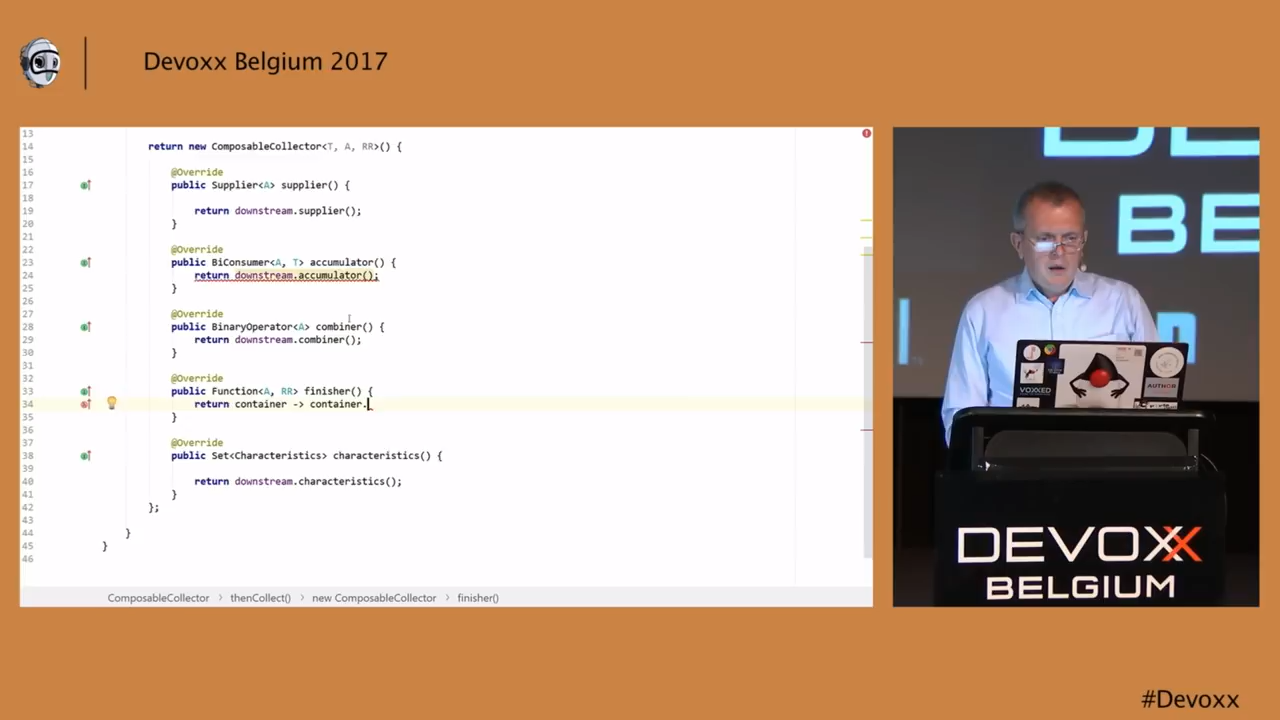 Devoxx Belgium 2017
13
14 return new ComposableCollector<T, A, RR>() {
15
16 @Override
17 public Supplier<A> supplier() {
18
19 return downstream.supplier();
20 }
21
22 @Override
23 public BiConsumer<A, T> accumulator() {
24 return downstream.accumulator();
25 }
26
27 @Override
28 public BinaryOperator<A> combiner() {
29 return downstream.combiner();
30 }
31
32 @Override
33 public Function<A, RR> finisher() {
34 return container -> container.
35 }
36
37 @Override
38 public Set<Characteristics> characteristics() {
39
40 return downstream.characteristics();
41 }
42 };
43
44 }
45 }
46
ComposableCollector › thenCollect() › new ComposableCollector › finisher()
DE
BE
VOXXED
AUTHOR
DEVOXX
BELGIUM
#Devoxx